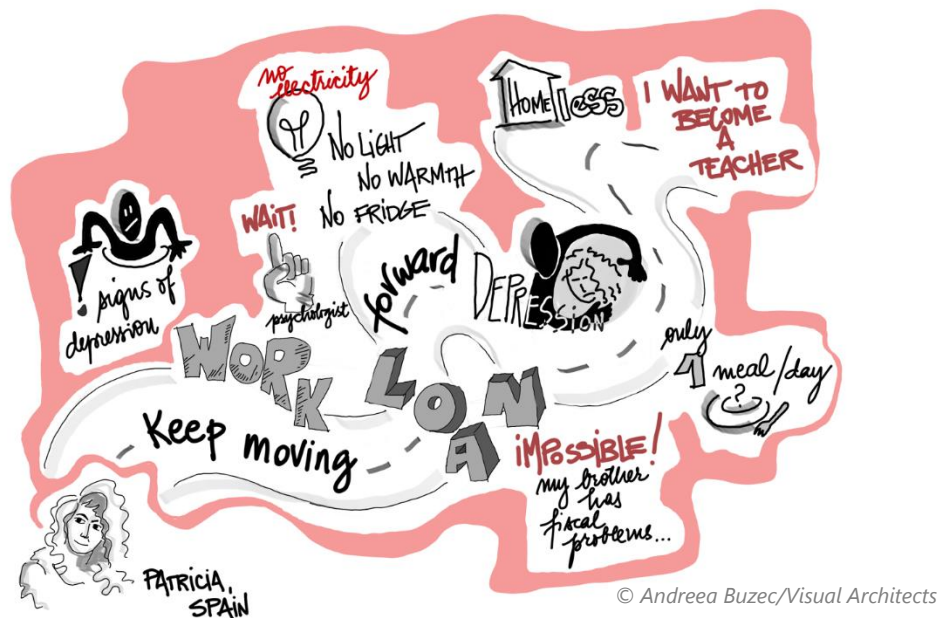 no
electricity
No LiGHT
No WARMTH
No FRiDGE
HOMEless
I WANT TO
BECOME
A
TEACHER
WAiT!
psychologist
! signs of
depression
forward
DEPRESSION
WORK
LOAN
Keep moving
only
1 meal/day
?
iMPOSSiBLE!
my brother
has
fiscal
problems...
PATRiCiA,
SPAiN
© Andreea Buzec/Visual Architects